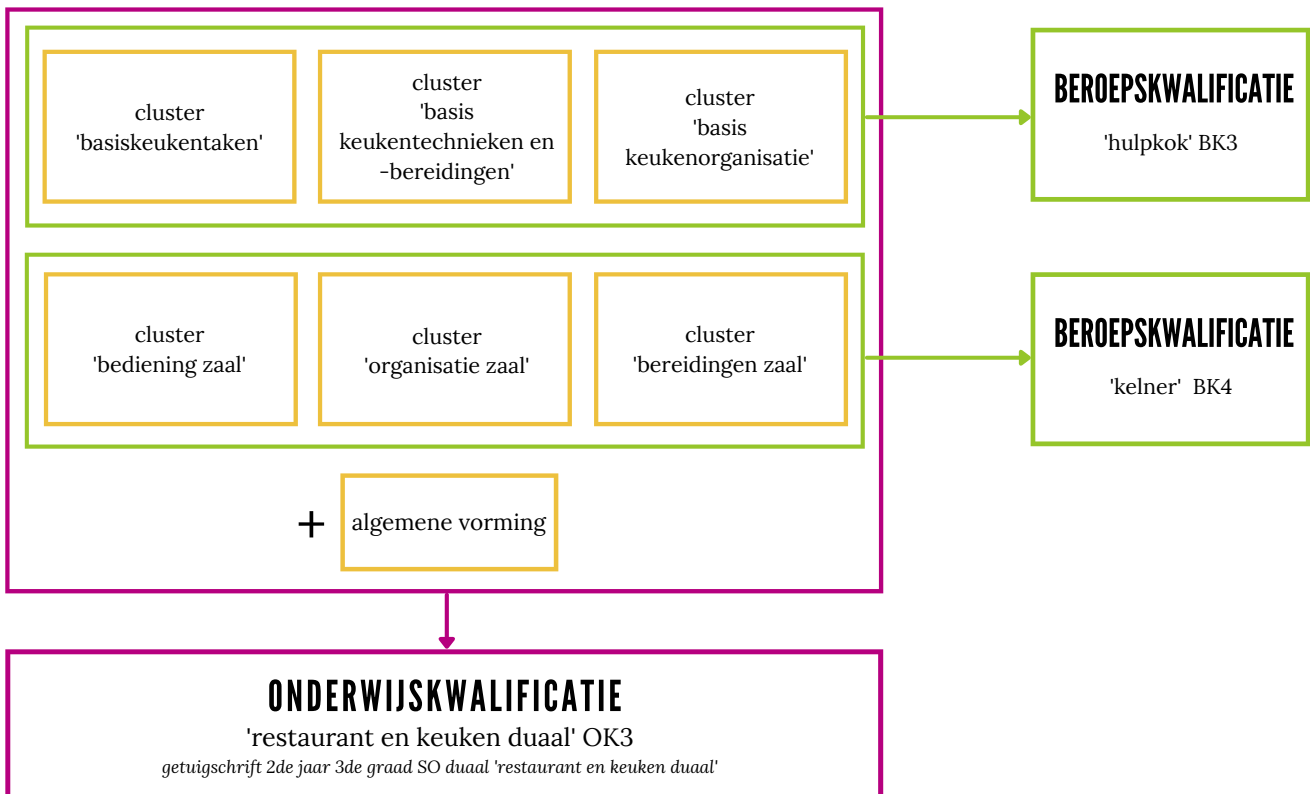 cluster
'basiskeukentaken'
cluster
'basis
keukentechnieken en
-bereidingen'
cluster
'basis
keukenorganisatie'
BEROEPSKWALIFICATIE
'hulpkok' BK3
cluster
'bediening zaal'
cluster
'organisatie zaal'
cluster
'bereidingen zaal'
BEROEPSKWALIFICATIE
'kelner' BK4
+
algemene vorming
ONDERWIJSKWALIFICATIE
'restaurant en keuken duaal' OK3
getuigschrift 2de jaar 3de graad SO duaal 'restaurant en keuken duaal'